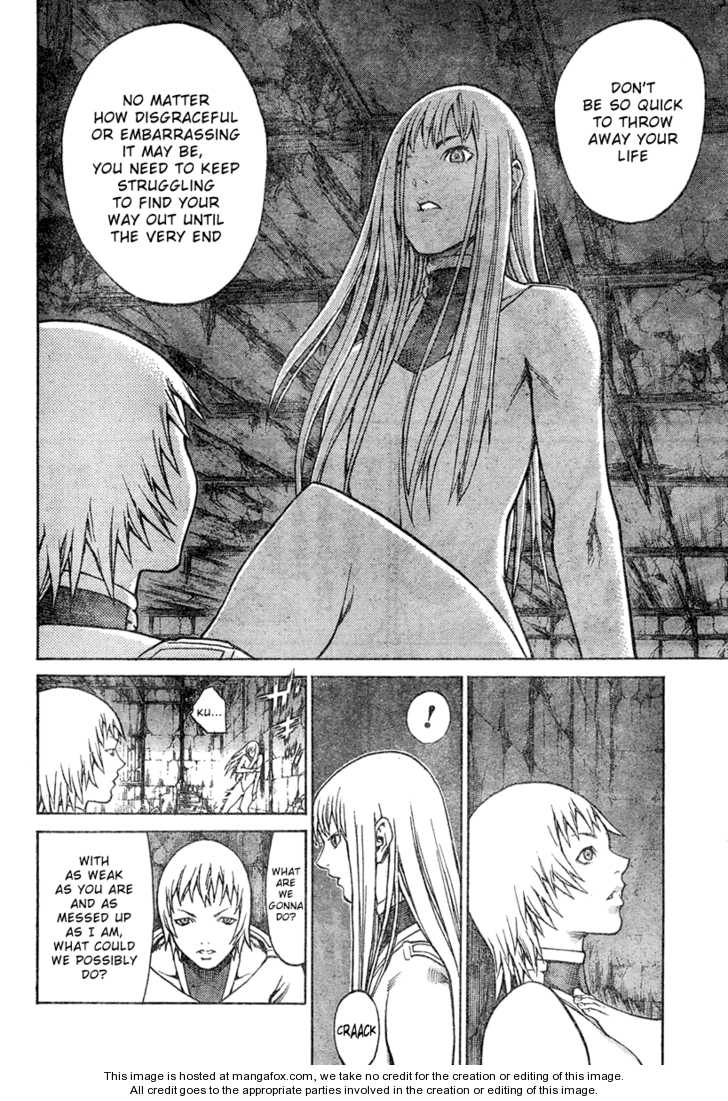 DON'T
BE SO QUICK
TO THROW
AWAY YOUR
LIFE
NO MATTER
HOW DISGRACEFUL
OR EMBARRASSING
IT MAY BE,
YOU NEED TO KEEP
STRUGGLING
TO FIND YOUR
WAY OUT UNTIL
THE VERY END
KU...
WHAT
ARE
WE
GONNA
DO?
WITH
AS WEAK
AS YOU ARE
AND AS
MESSED UP
AS I AM,
WHAT COULD
WE POSSIBLY
DO?
!
CRAACK
This image is hosted at mangafox.com, we take no credit for the creation or editing of this image.
All credit goes to the appropriate parties involved in the creation or editing of this image.